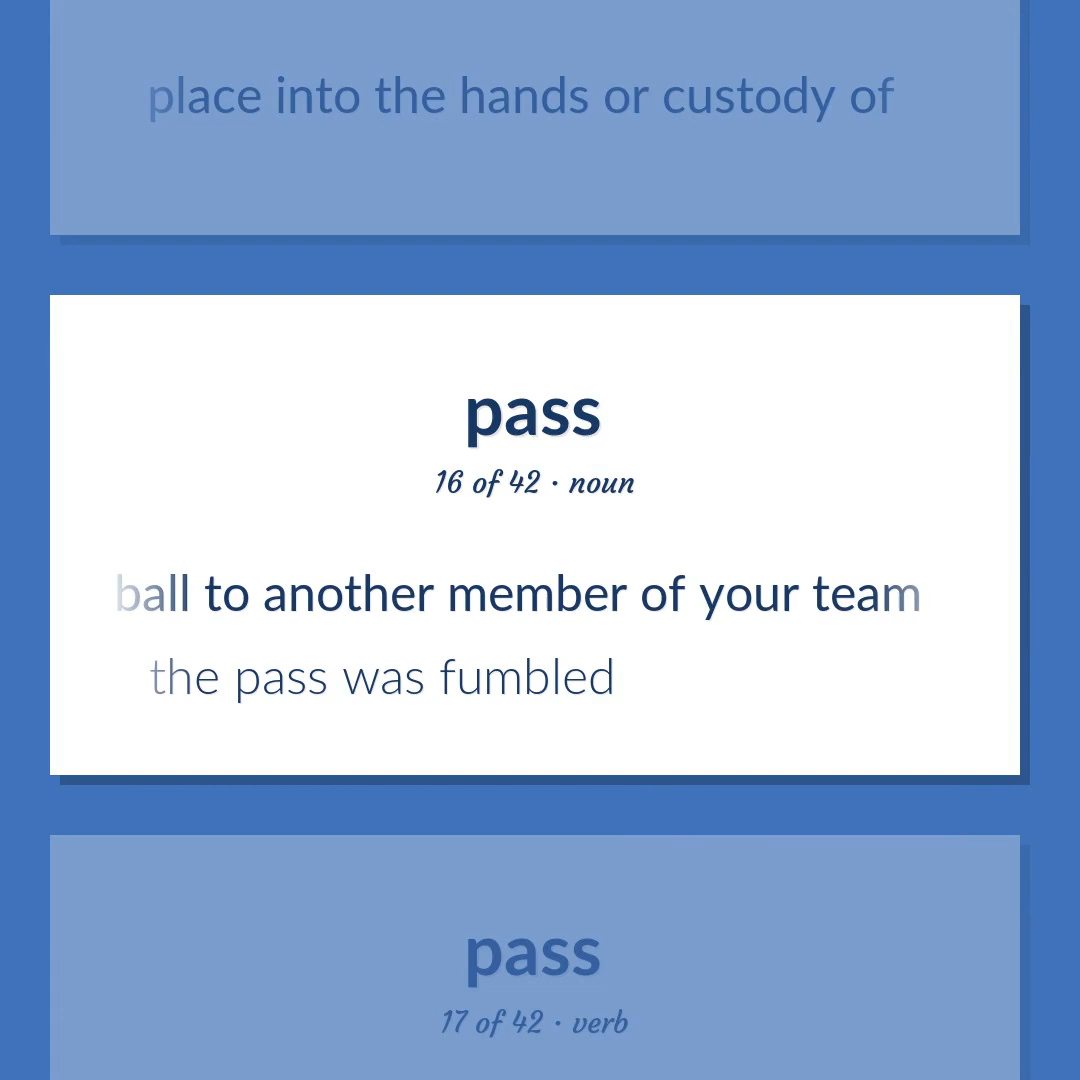 place into the hands or custody of
pass
16 of 42 · noun
ball to another member of your team
the pass was fumbled
pass
17 of 42 · verb